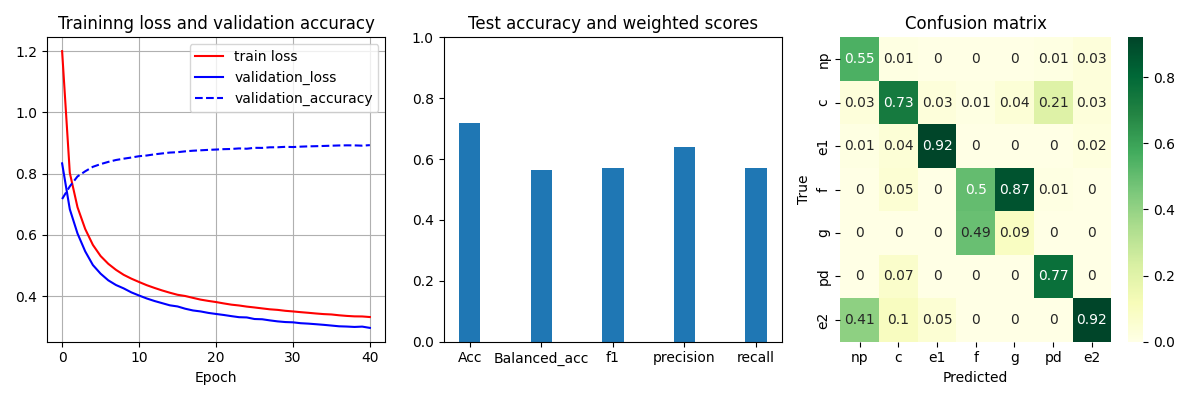 Traininng loss and validation accuracy
1.2
1.0
0.8
0.6
0.4
0 10 20 30 40
Epoch
train loss
validation_loss
validation_accuracy
Test accuracy and weighted scores
1.0
0.8
0.6
0.4
0.2
0.0
Acc Balanced_acc f1 precision recall
Confusion matrix
True
np 0.55 0.01 0 0 0 0.01 0.03
c 0.03 0.73 0.03 0.01 0.04 0.21 0.03
e1 0.01 0.04 0.92 0 0 0 0.02
f 0 0.05 0 0.5 0.87 0.01 0
g 0 0 0 0.49 0.09 0 0
pd 0 0.07 0 0 0 0.77 0
e2 0.41 0.1 0.05 0 0 0 0.92
np c e1 f g pd e2
Predicted
0.8
0.6
0.4
0.2
0.0